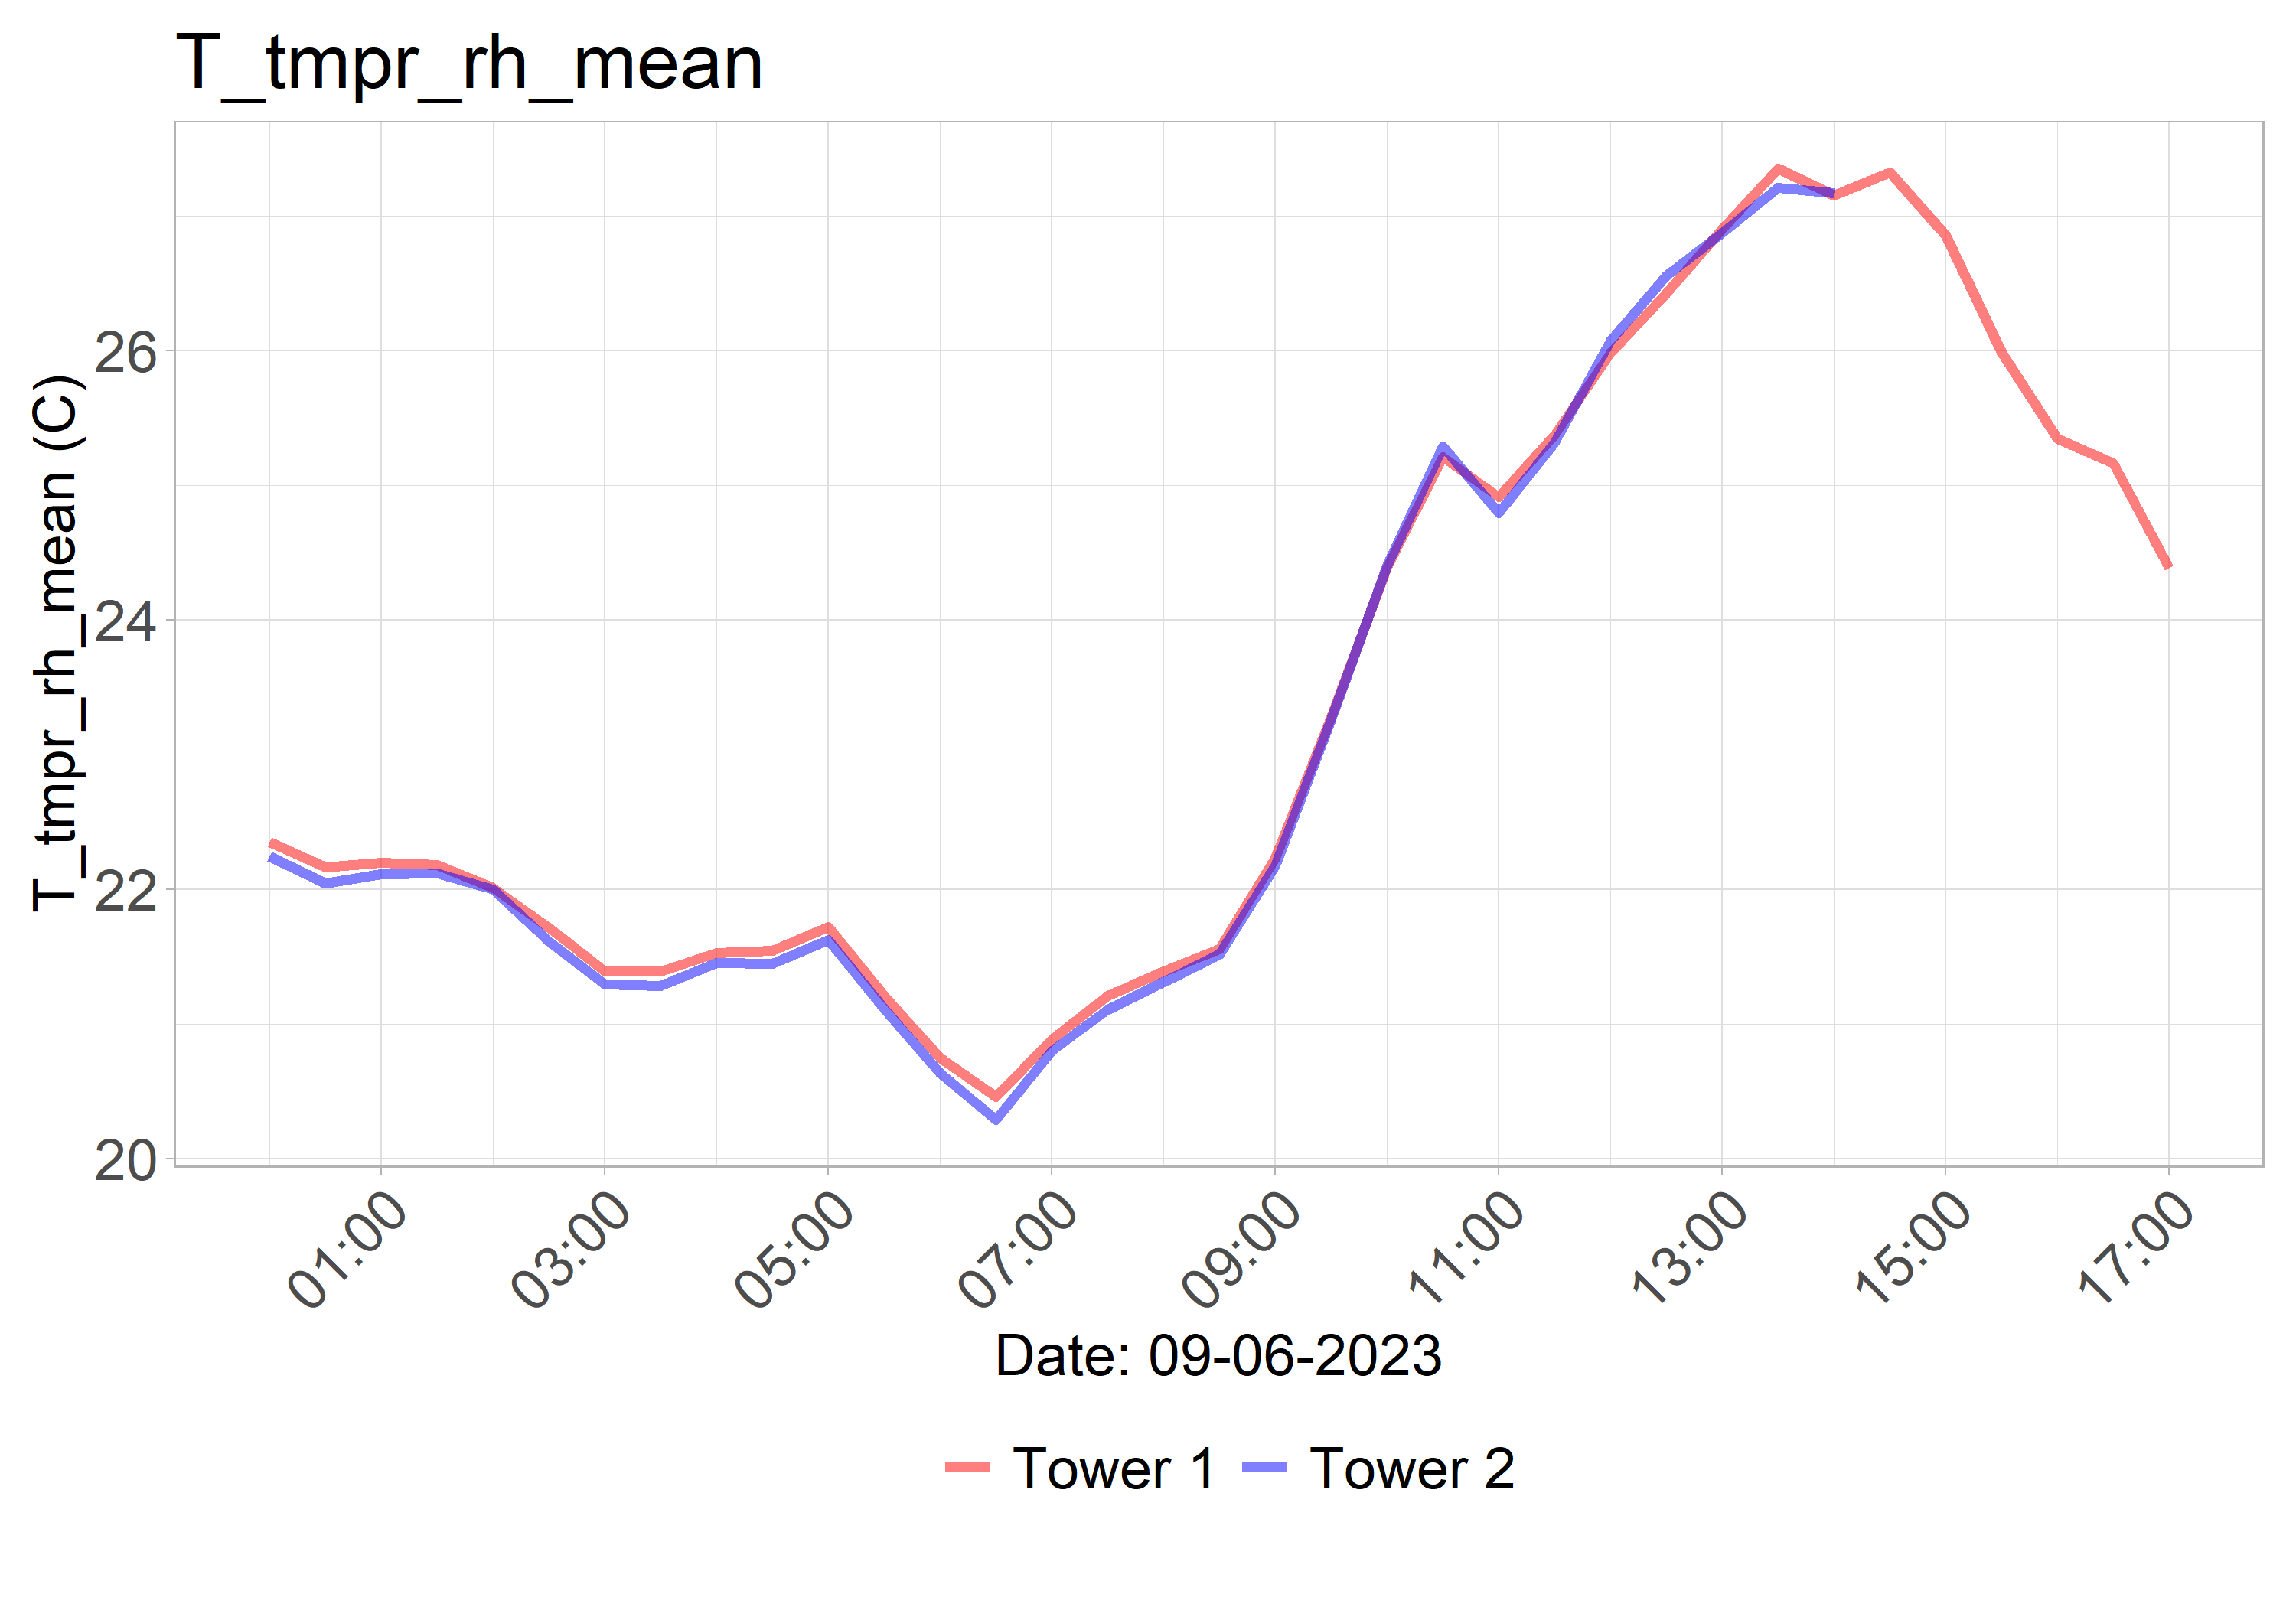 T_tmpr_rh_mean
T_tmpr_rh_mean (C)
26
24
22
20
01:00 03:00 05:00 07:00 09:00 11:00 13:00 15:00 17:00
Date: 09-06-2023
Tower 1 Tower 2